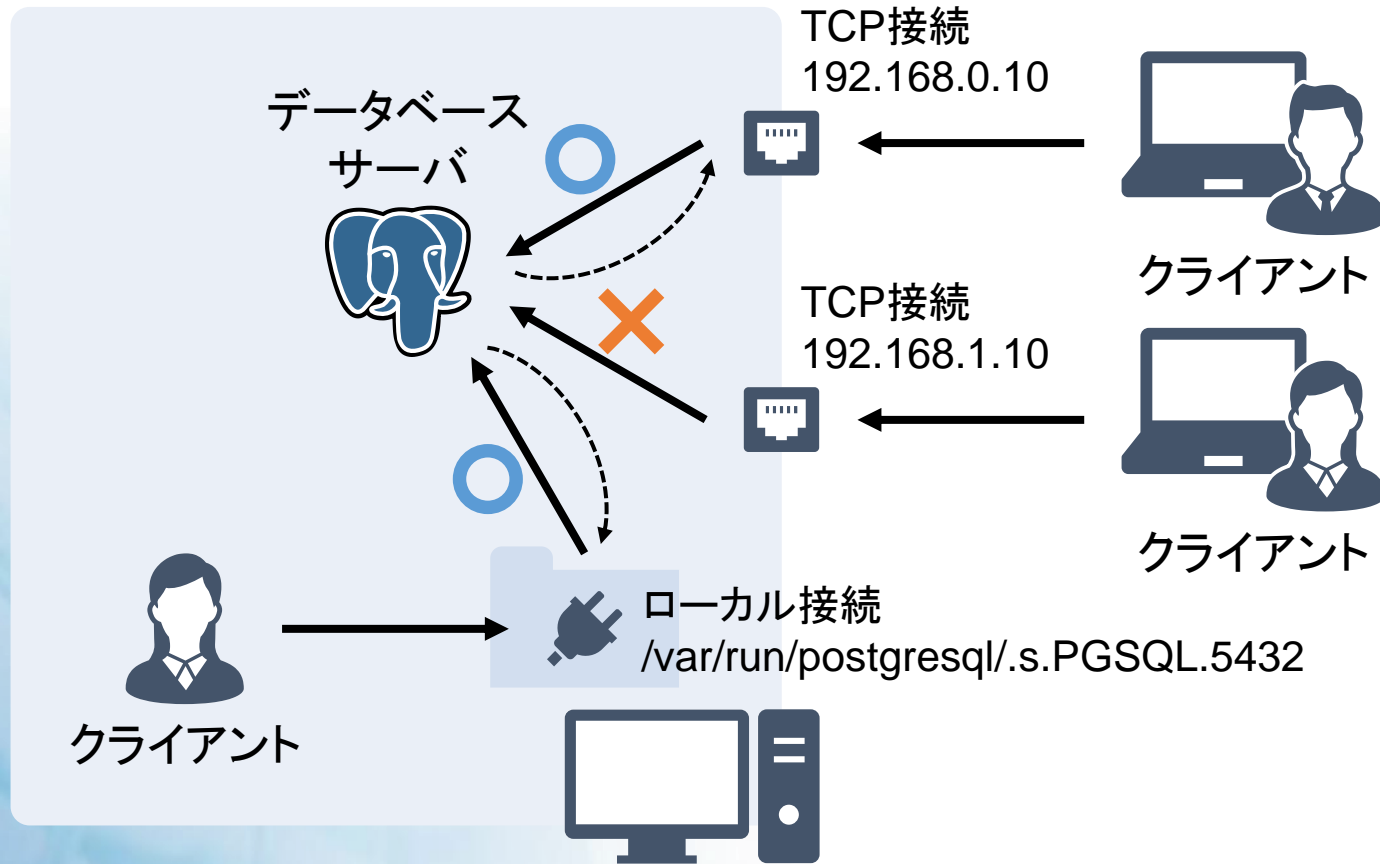 TCP接続
192.168.0.10
データベース
サーバ
クライアント
TCP接続
192.168.1.10
クライアント
ローカル接続
/var/run/postgresql/.s.PGSQL.5432
クライアント